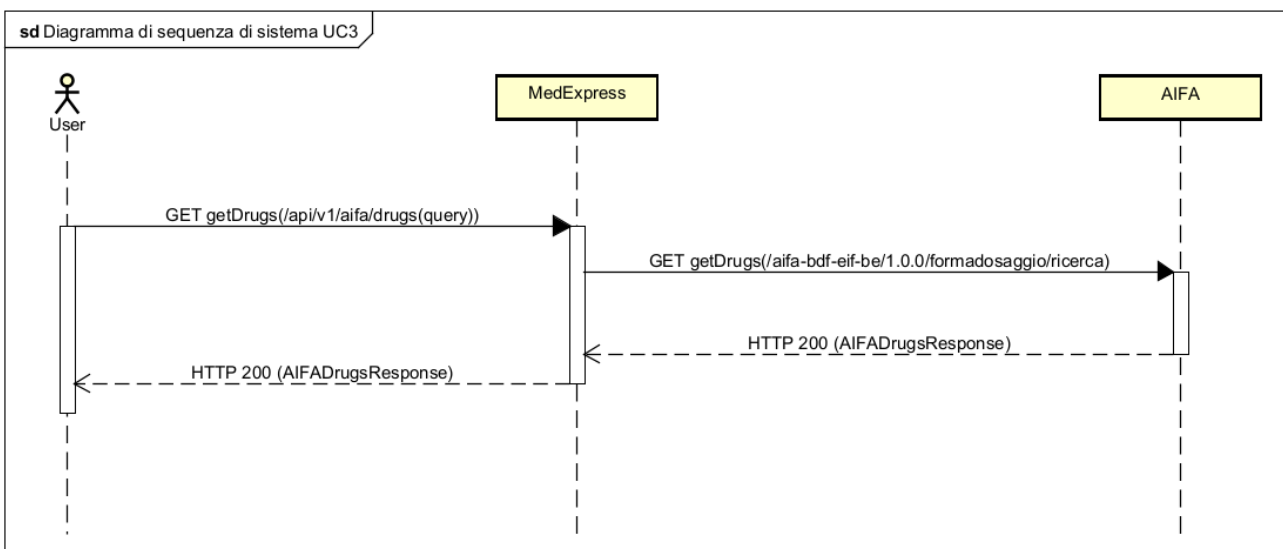 sd Diagramma di sequenza di sistema UC3
User
MedExpress
AIFA
GET getDrugs(/api/v1/aifa/drugs(query))
GET getDrugs(/aifa-bdf-eif-be/1.0.0/formadosaggio/ricerca)
HTTP 200 (AIFADrugsResponse)
HTTP 200 (AIFADrugsResponse)